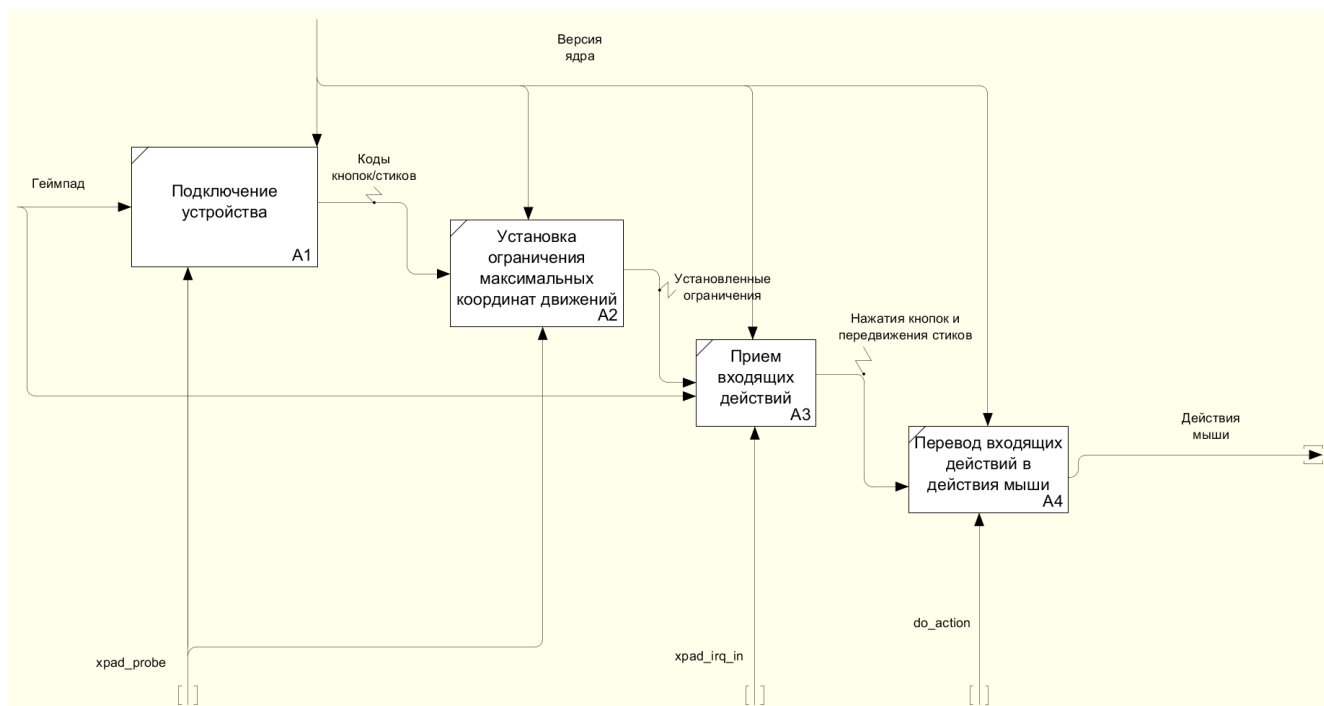 Версия
ядра
Геймпад
Подключение
устройства
A1
Коды
кнопок/стиков
Установка
ограничения
максимальных
координат движений
A2
Установленные
ограничения
Прием
входящих
действий
A3
Нажатия кнопок и
передвижения стиков
Перевод входящих
действий в
действия мыши
A4
Действия
мыши
xpad_probe
xpad_irq_in
do_action